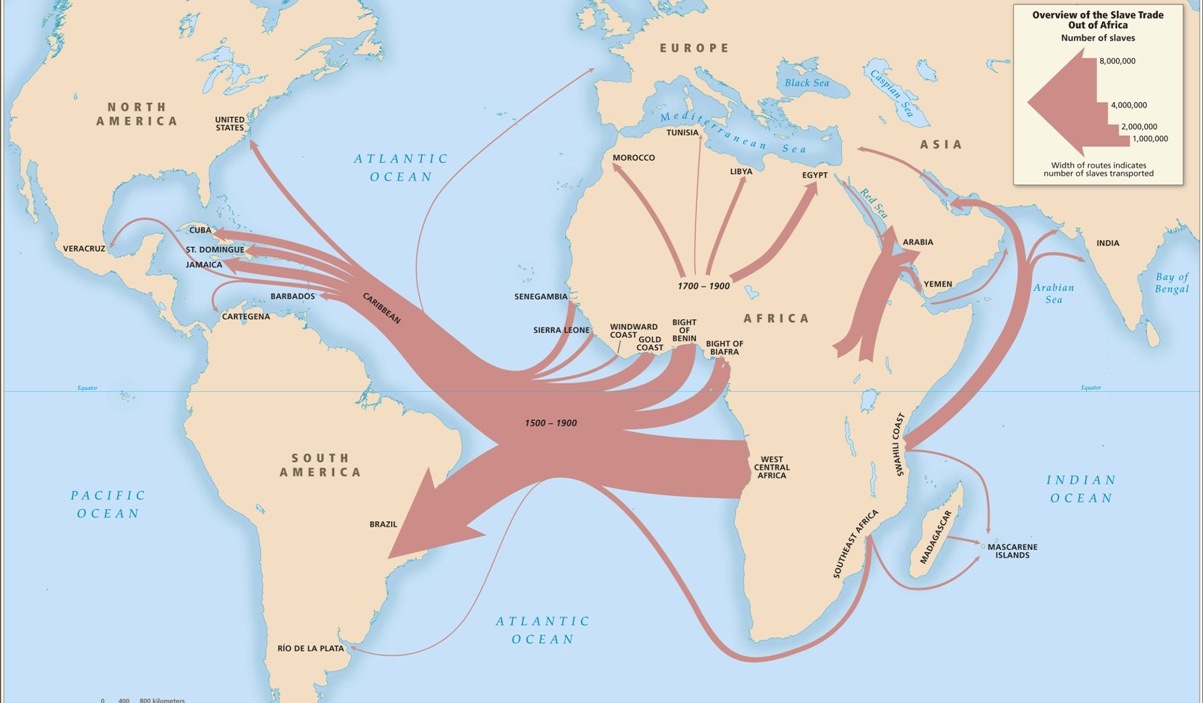 Overview of the Slave Trade
Out of Africa
Number of slaves
8,000,000
4,000,000
2,000,000
1,000,000
Width of routes indicates
number of slaves transported
EUROPE
Black Sea
Caspian Sea
NORTH
AMERICA
UNITED
STATES
ATLANTIC
OCEAN
Mediterranean Sea
TUNISIA
MOROCCO
LIBYA
EGYPT
ASIA
Red Sea
CUBA
VERACRUZ
ST. DOMINGUE
JAMAICA
BARBADOS
CARTEGENA
CARIBBEAN
ARABIA
INDIA
YEMEN
Arabian
Sea
Bay of
Bengal
1700 – 1900
SENEGAMBIA
AFRICA
SIERRA LEONE
WINDWARD
COAST
GOLD
COAST
BIGHT
OF
BENIN
BIGHT OF
BIAFRA
Equator
Equator
1500 – 1900
SOUTH
AMERICA
WEST
CENTRAL
AFRICA
SWAHILI COAST
PACIFIC
OCEAN
INDIAN
OCEAN
BRAZIL
SOUTHEAST AFRICA
MADAGASCAR
MASCARENE
ISLANDS
ATLANTIC
OCEAN
RÍO DE LA PLATA
0 400 800 kilometers